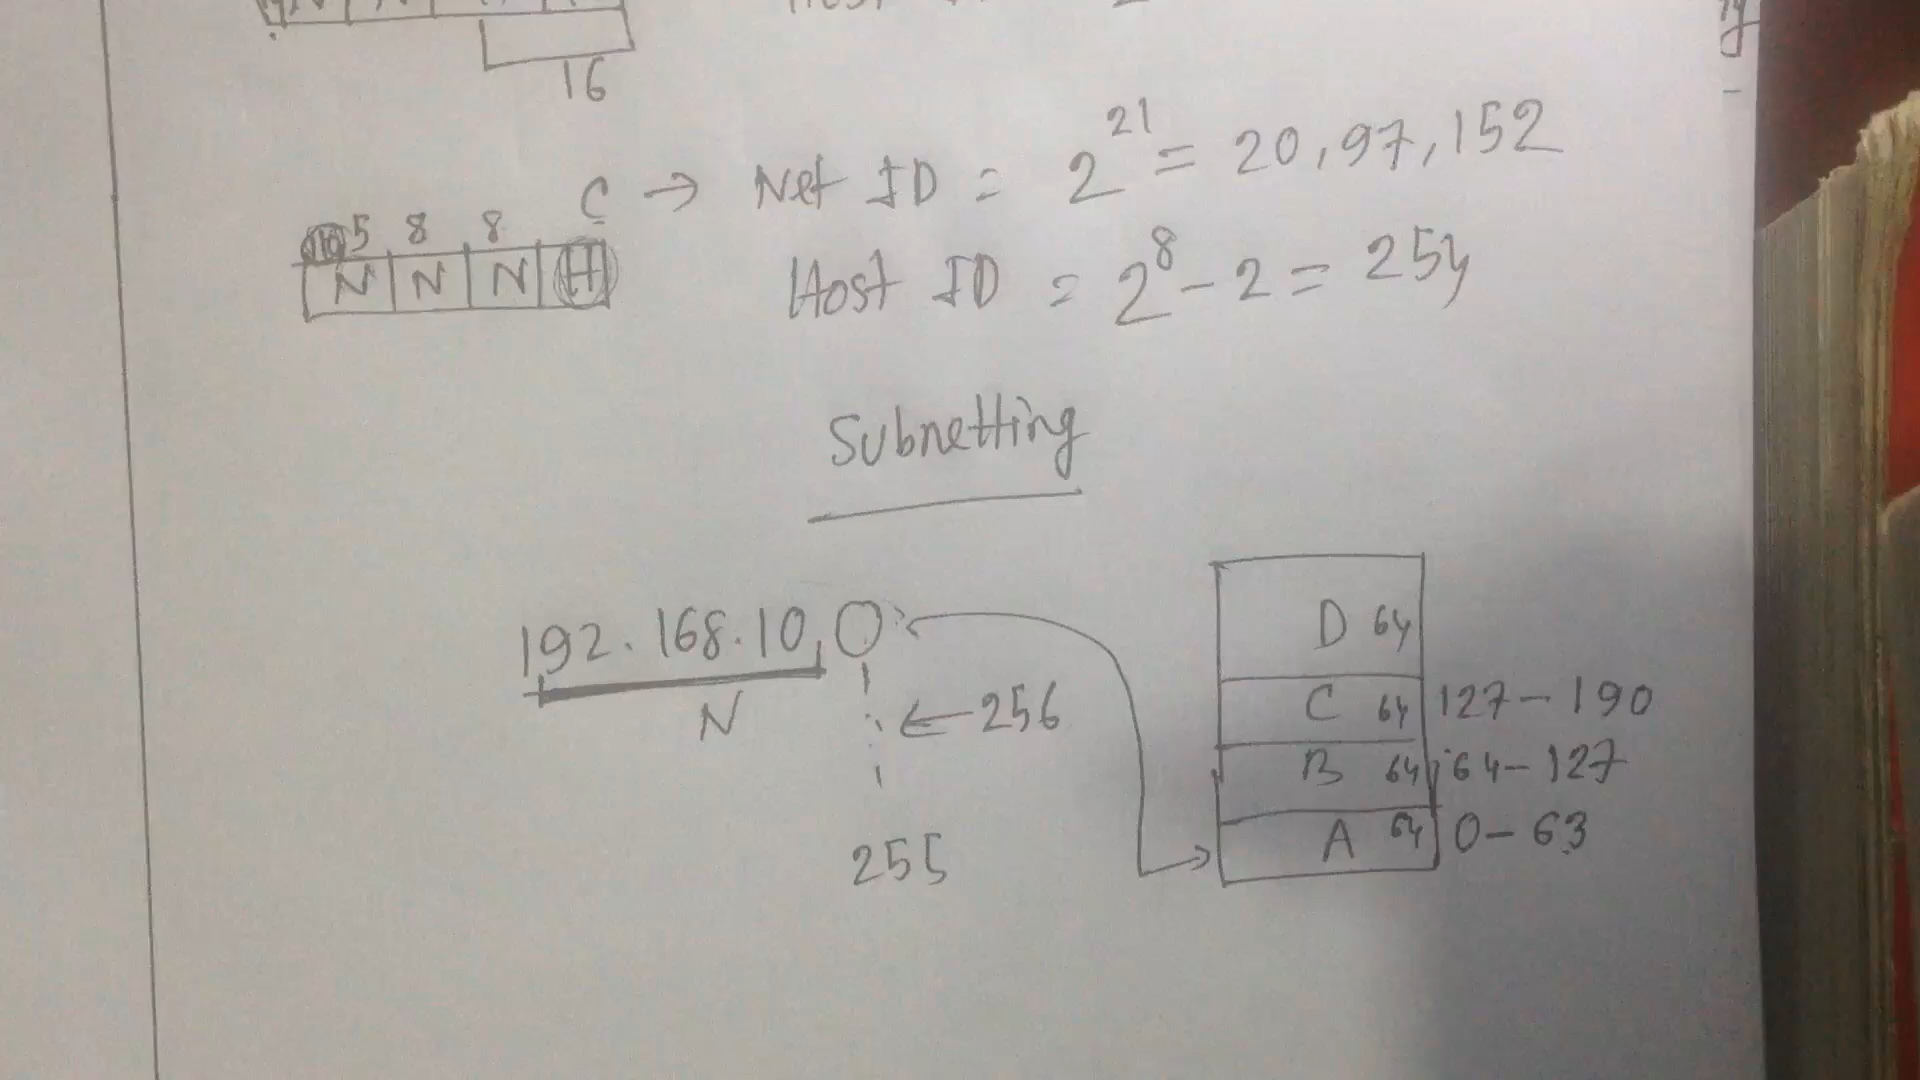 16
C → Net ID = 2^21 = 20,97,152
110 5 8 8
N N N H
Host ID = 2^8 - 2 = 254
Subnetting
192.168.10.0
N
← 256
255
D 64
C 64 127 - 190
B 64 64 - 127
A 64 0 - 63